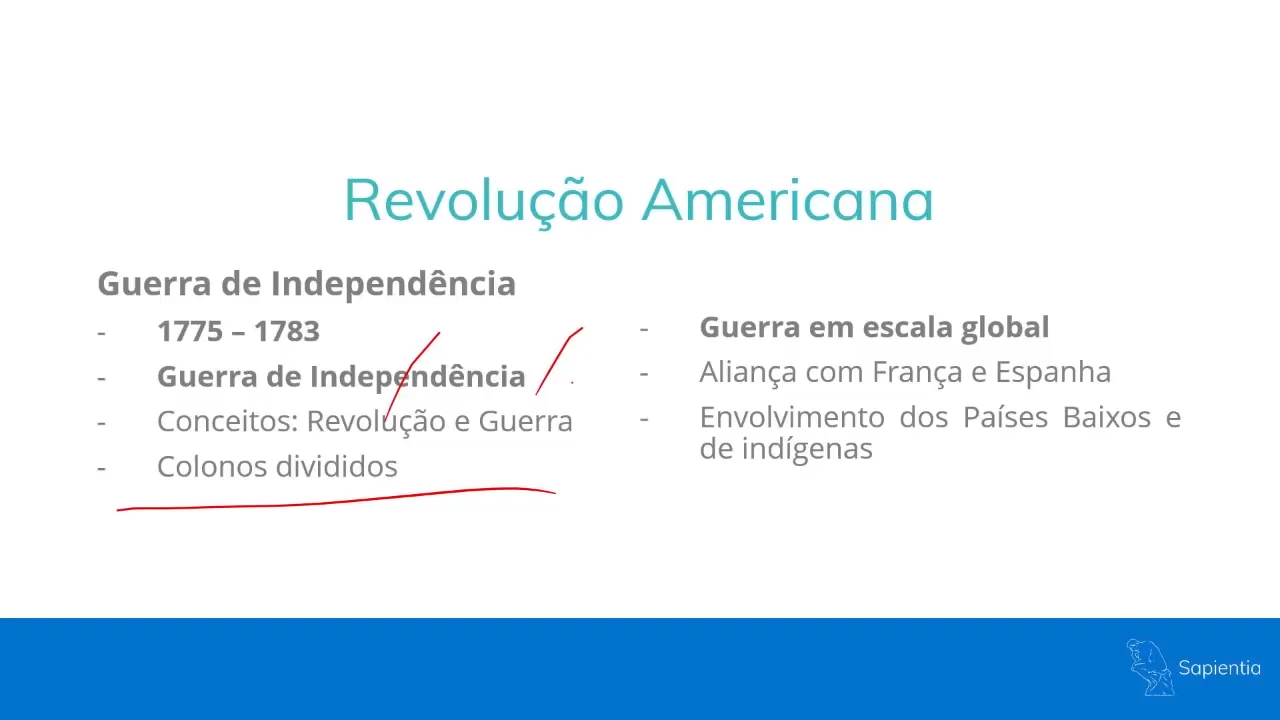 Revolução Americana
Guerra de Independência
- 1775 – 1783
- Guerra de Independência
- Conceitos: Revolução e Guerra
- Colonos divididos
- Guerra em escala global
- Aliança com França e Espanha
- Envolvimento dos Países Baixos e
de indígenas
Sapientia